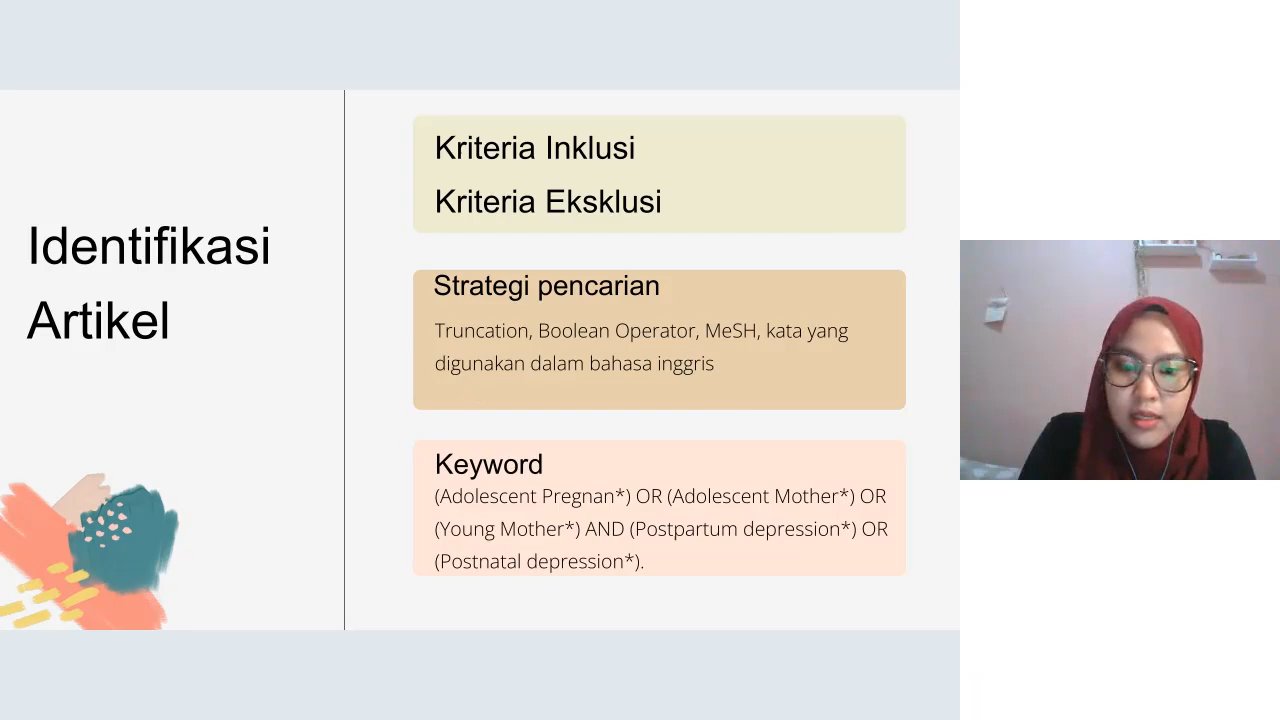 Identifikasi
Artikel
Kriteria Inklusi
Kriteria Eksklusi
Strategi pencarian
Truncation, Boolean Operator, MeSH, kata yang
digunakan dalam bahasa inggris
Keyword
(Adolescent Pregnan*) OR (Adolescent Mother*) OR
(Young Mother*) AND (Postpartum depression*) OR
(Postnatal depression*).